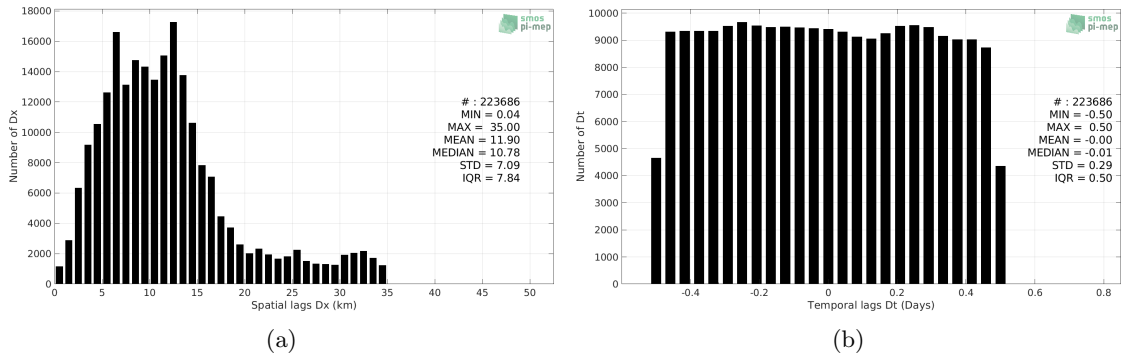 18000
16000
14000
12000
10000
8000
6000
4000
2000
0
Number of Dx
smos
pi-mep
# : 223686
MIN = 0.04
MAX = 35.00
MEAN = 11.90
MEDIAN = 10.78
STD = 7.09
IQR = 7.84
0 5 10 15 20 25 30 35 40 45 50
Spatial lags Dx (km)
(a)
10000
9000
8000
7000
6000
5000
4000
3000
2000
1000
0
Number of Dt
smos
pi-mep
# : 223686
MIN = -0.50
MAX = 0.50
MEAN = -0.00
MEDIAN = -0.01
STD = 0.29
IQR = 0.50
-0.4 -0.2 0 0.2 0.4 0.6 0.8
Temporal lags Dt (Days)
(b)